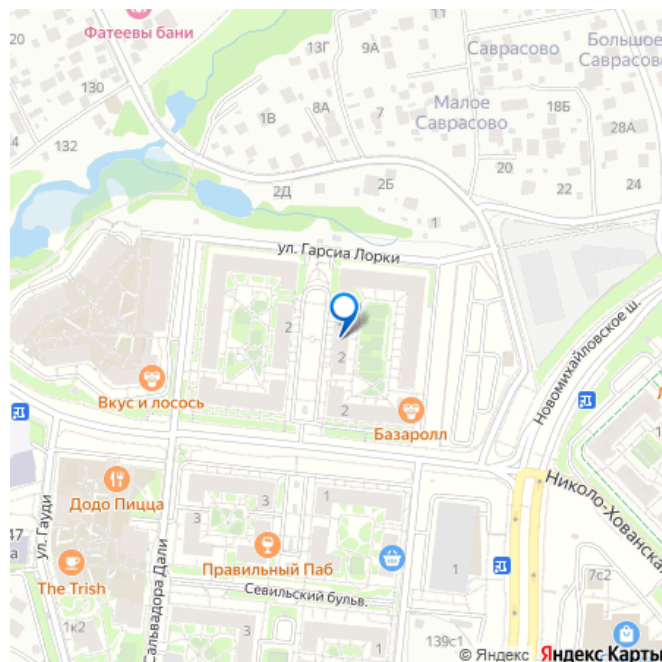 20
Фатеевы бани
13Г
9А
Саврасово
Большое
Саврасово
130
8А
7
Малое
Саврасово
18Б
1В
28А
4
132
20
2Д
2Б
22
24
1
ул. Гарсиа Лорки
2
2
Новомихайловское ш.
Вкус и лосось
2
Базаролл
1
Николо-Хованская
Додо Пицца
3
3
47
а
ул. Гауди
Правильный Паб
The Trish
Севильский бульв.
1
7с2
Сальвадора Дали
1к2
139с1
© Яндекс Яндекс Карты